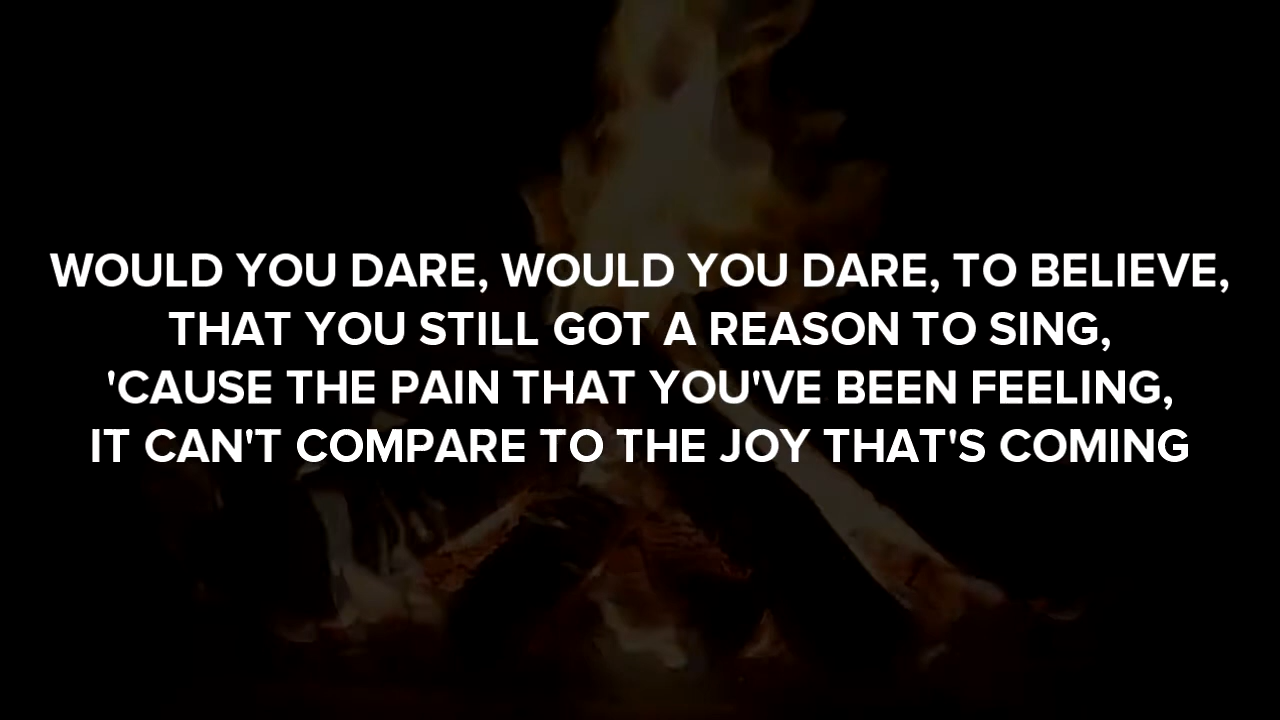 WOULD YOU DARE, WOULD YOU DARE, TO BELIEVE,
THAT YOU STILL GOT A REASON TO SING,
'CAUSE THE PAIN THAT YOU'VE BEEN FEELING,
IT CAN'T COMPARE TO THE JOY THAT'S COMING